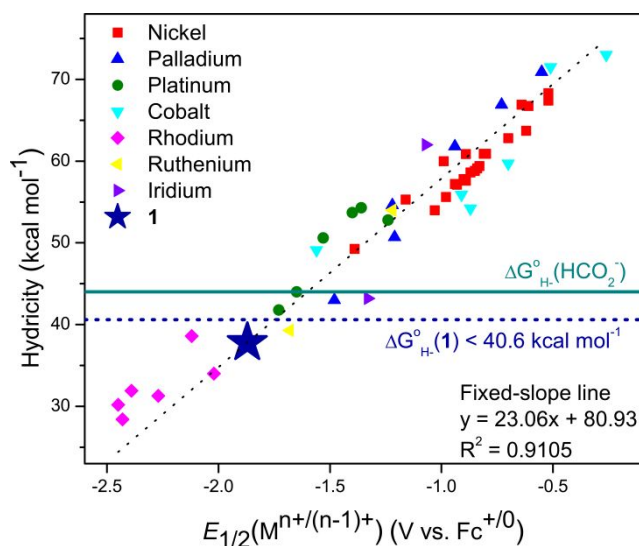 Nickel
Palladium
Platinum
Cobalt
Rhodium
Ruthenium
Iridium
1
Hydricity (kcal mol⁻¹)
70
60
50
40
30
ΔG°H-(HCO₂⁻)
ΔG°H-(1) < 40.6 kcal mol⁻¹
Fixed-slope line
y = 23.06x + 80.93
R² = 0.9105
-2.5 -2.0 -1.5 -1.0 -0.5
E1/2(Mⁿ⁺/⁽ⁿ⁻¹⁾⁺) (V vs. Fc⁺/⁰)